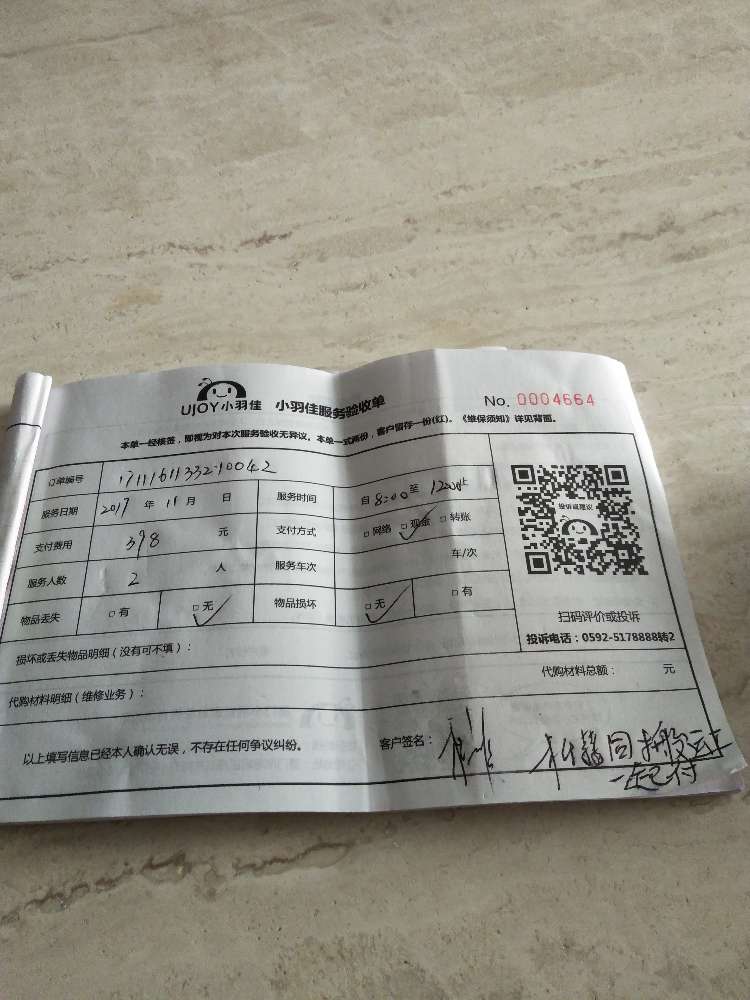 UJOY小羽佳 小羽佳服务验收单 No. 0004664
本单一经核签，即视为对本次服务验收无异议。本单一式两份，客户留存一份(红)。《维保须知》详见背面。
订单编号 171116113321 0042
服务日期 2017 年 11 月 日 服务时间 自 8:00 至 12:00
支付费用 398 元 支付方式 □ 网络 □ 现金 □ 转账
服务人数 2 人 服务车次 车/次
物品丢失 □ 有 □ 无 物品损坏 □ 无 □ 有
投诉或建议
扫码评价或投诉
投诉电话：0592-5178888转2
损坏或丢失物品明细（没有可不填）：
代购材料明细（维修业务）： 代购材料总额： 元
以上填写信息已经本人确认无误，不存在任何争议纠纷。 客户签名：
一起付